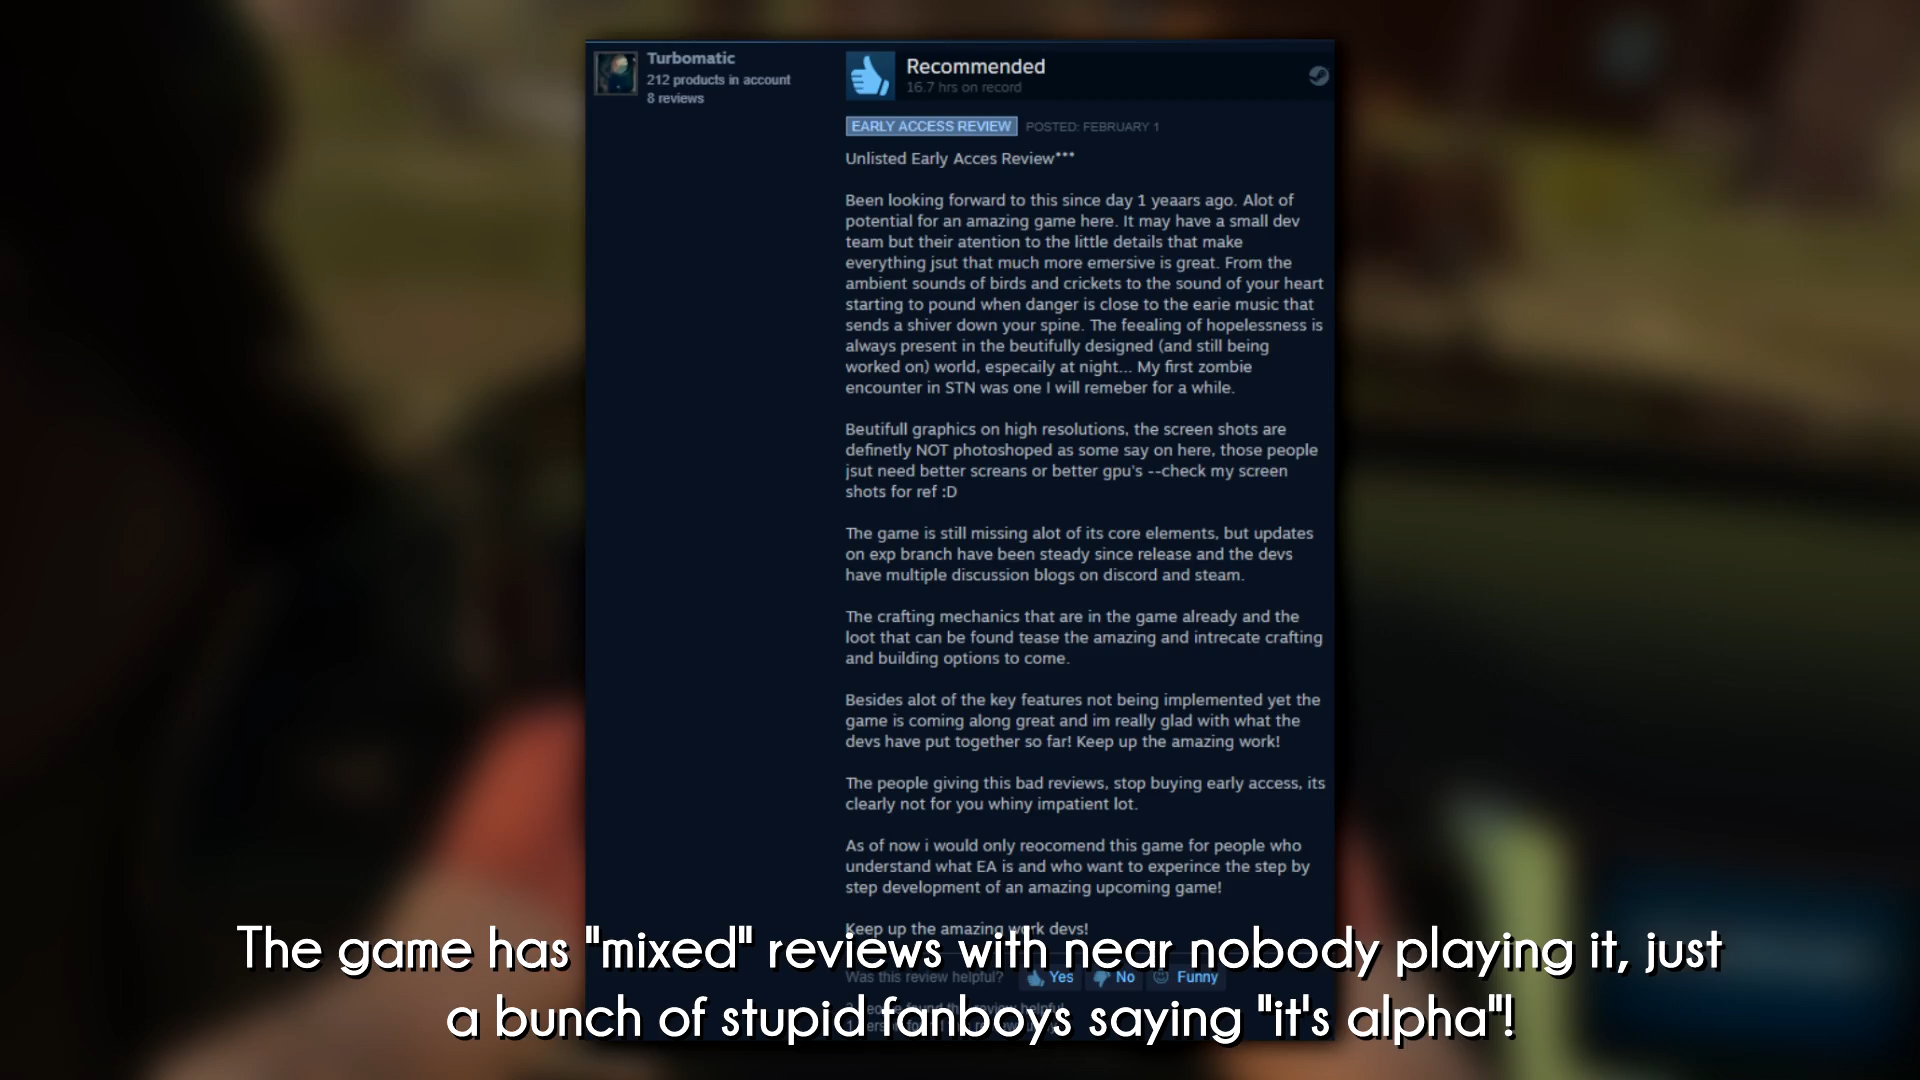 Turbomatic
212 products in account
8 reviews
Recommended
16.7 hrs on record
EARLY ACCESS REVIEW POSTED: FEBRUARY 1
Unlisted Early Acces Review***
Been looking forward to this since day 1 yeaars ago. Alot of
potential for an amazing game here. It may have a small dev
team but their atention to the little details that make
everything jsut that much more emersive is great. From the
ambient sounds of birds and crickets to the sound of your heart
starting to pound when danger is close to the earie music that
sends a shiver down your spine. The feealing of hopelessness is
always present in the beutifully designed (and still being
worked on) world, especaily at night... My first zombie
encounter in STN was one I will remeber for a while.
Beutifull graphics on high resolutions, the screen shots are
definetly NOT photoshoped as some say on here, those people
jsut need better screans or better gpu's --check my screen
shots for ref :D
The game is still missing alot of its core elements, but updates
on exp branch have been steady since release and the devs
have multiple discussion blogs on discord and steam.
The crafting mechanics that are in the game already and the
loot that can be found tease the amazing and intrecate crafting
and building options to come.
Besides alot of the key features not being implemented yet the
game is coming along great and im really glad with what the
devs have put together so far! Keep up the amazing work!
The people giving this bad reviews, stop buying early access, its
clearly not for you whiny impatient lot.
As of now i would only reocomend this game for people who
understand what EA is and who want to experince the step by
step development of an amazing upcoming game!
Keep up the amazing work devs!
The game has "mixed" reviews with near nobody playing it, just
Was this review helpful? Yes No Funny
a bunch of stupid fanboys saying "it's alpha"!